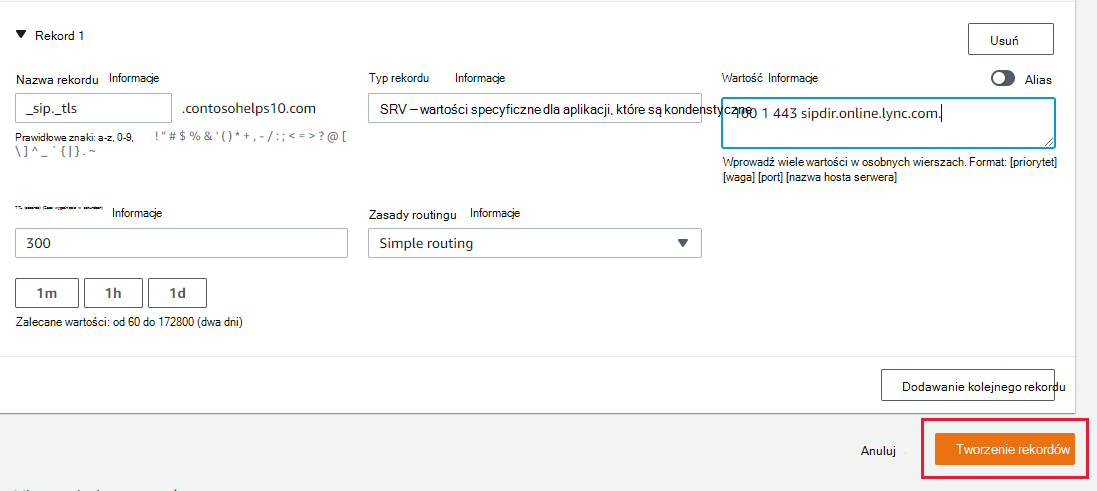 Rekord 1
Usuń
Nazwa rekordu Informacje
Typ rekordu Informacje
Wartość Informacje
Alias
_sip._tls
.contosohelps10.com
SRV – wartości specyficzne dla aplikacji, które są kondenstyczne
100 1 443 sipdir.online.lync.com.
Prawidłowe znaki: a-z, 0-9, ! " # $ % & ' ( ) * + , - / : ; < = > ? @ [
\ ] ^ _ ` { | } . ~
Wprowadź wiele wartości w osobnych wierszach. Format: [priorytet]
[waga] [port] [nazwa hosta serwera]
Informacje
Zasady routingu Informacje
300
Simple routing
1m
1h
1d
Zalecane wartości: od 60 do 172800 (dwa dni)
Dodawanie kolejnego rekordu
Anuluj
Tworzenie rekordów